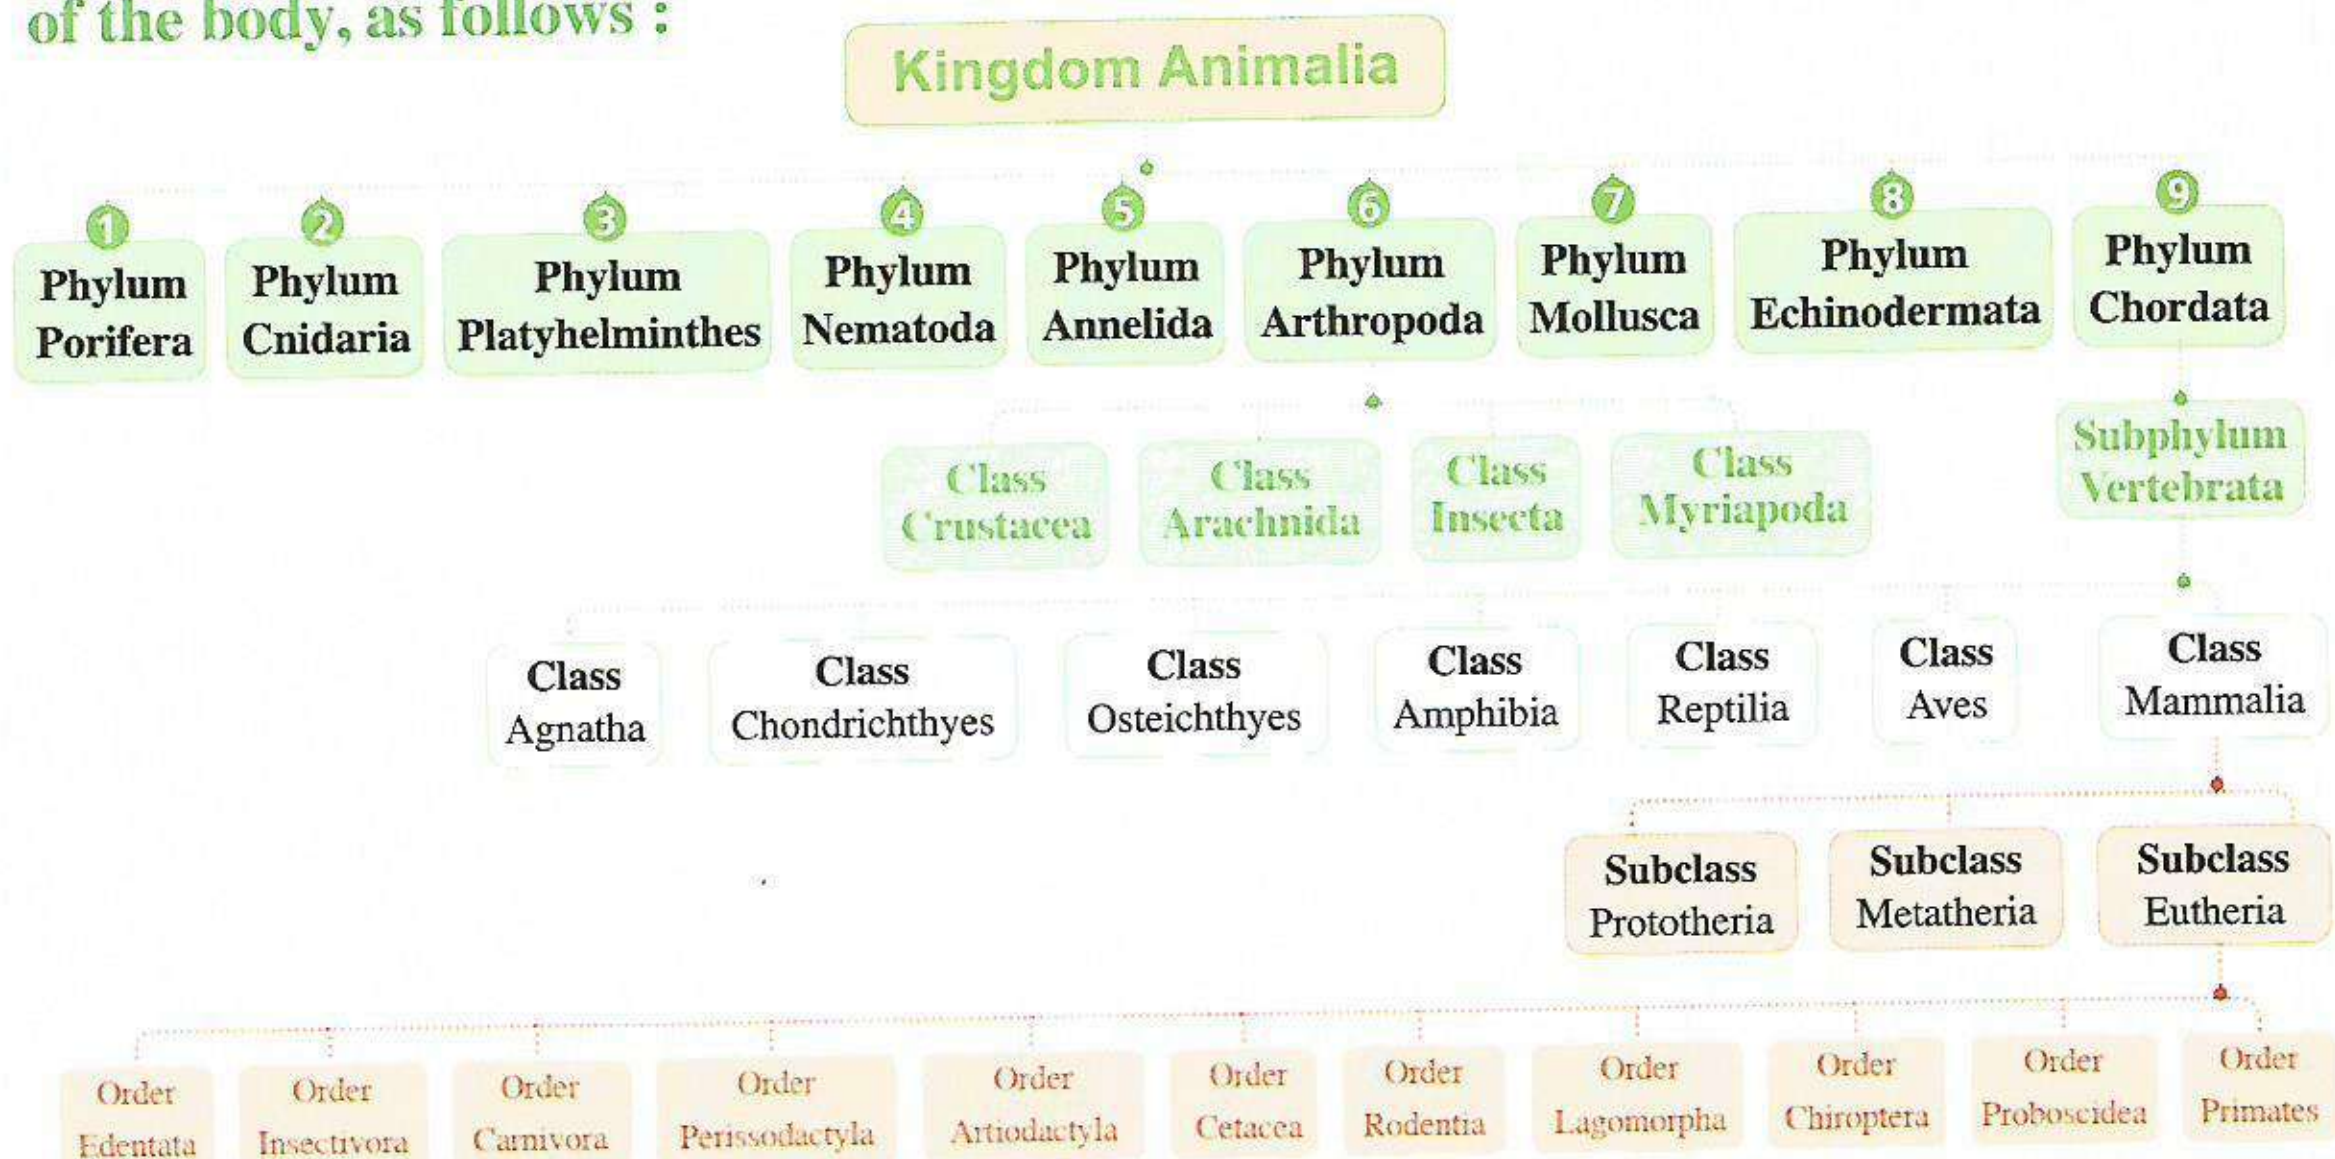 of the body, as follows :
Kingdom Animalia
1
Phylum
Porifera
2
Phylum
Cnidaria
3
Phylum
Platyhelminthes
4
Phylum
Nematoda
5
Phylum
Annelida
6
Phylum
Arthropoda
7
Phylum
Mollusca
8
Phylum
Echinodermata
9
Phylum
Chordata
Class
Crustacea
Class
Arachnida
Class
Insecta
Class
Myriapoda
Subphylum
Vertebrata
Class
Agnatha
Class
Chondrichthyes
Class
Osteichthyes
Class
Amphibia
Class
Reptilia
Class
Aves
Class
Mammalia
Subclass
Prototheria
Subclass
Metatheria
Subclass
Eutheria
Order
Edentata
Order
Insectivora
Order
Carnivora
Order
Perissodactyla
Order
Artiodactyla
Order
Cetacea
Order
Rodentia
Order
Lagomorpha
Order
Chiroptera
Order
Proboscidea
Order
Primates